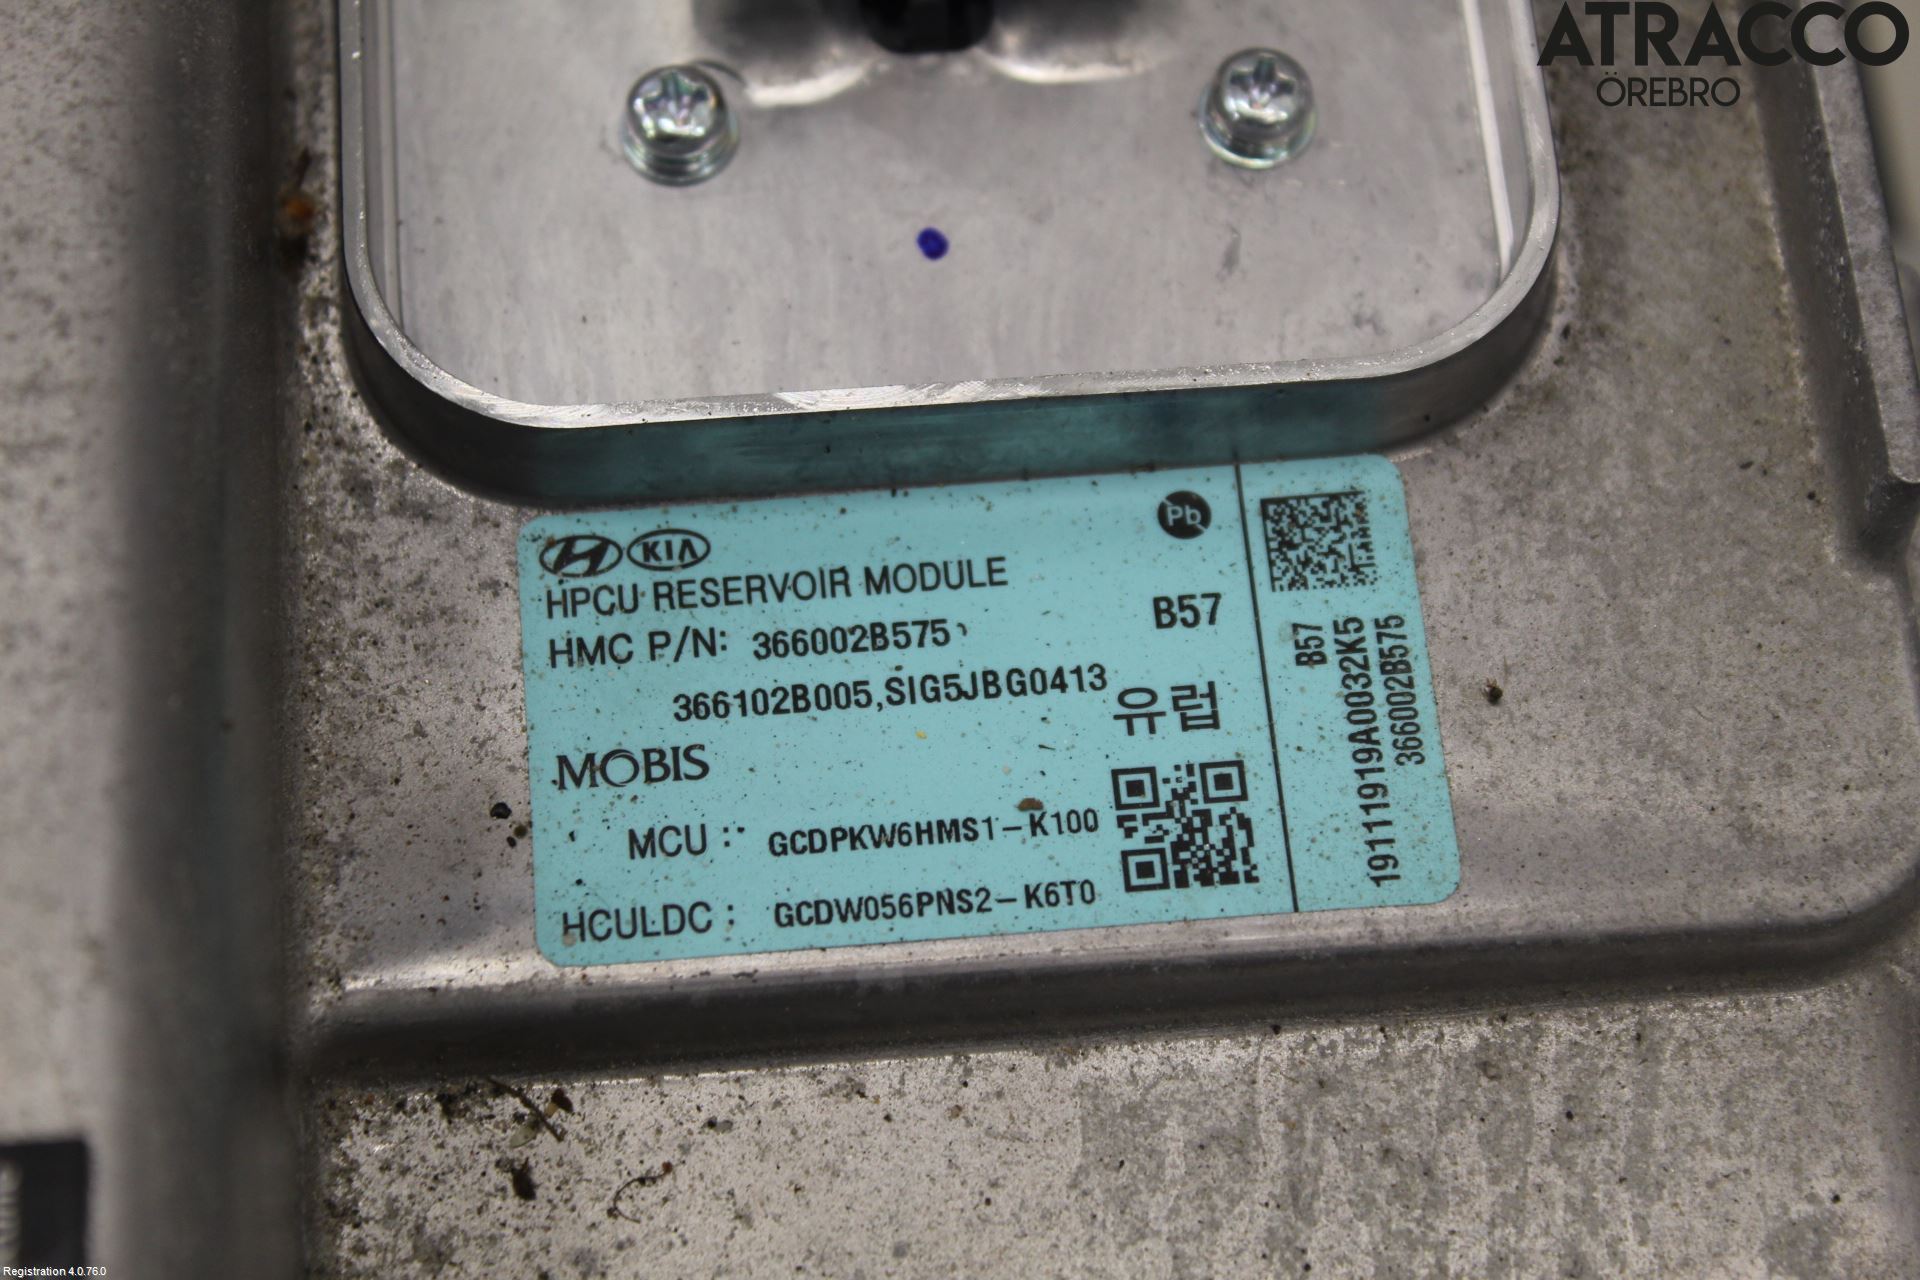 ATRACCO
ÖREBRO
KIA
Pb
HPCU RESERVOIR MODULE
HMC P/N: 366002B575
B57
366102B005,SIG5JBG0413
유럽
MOBIS
MCU : GCDPKW6HMS1-K100
HCULDC : GCDW056PNS2-K6T0
B57
19111919A0032K5
366002B575
Registration 4.0.76.0